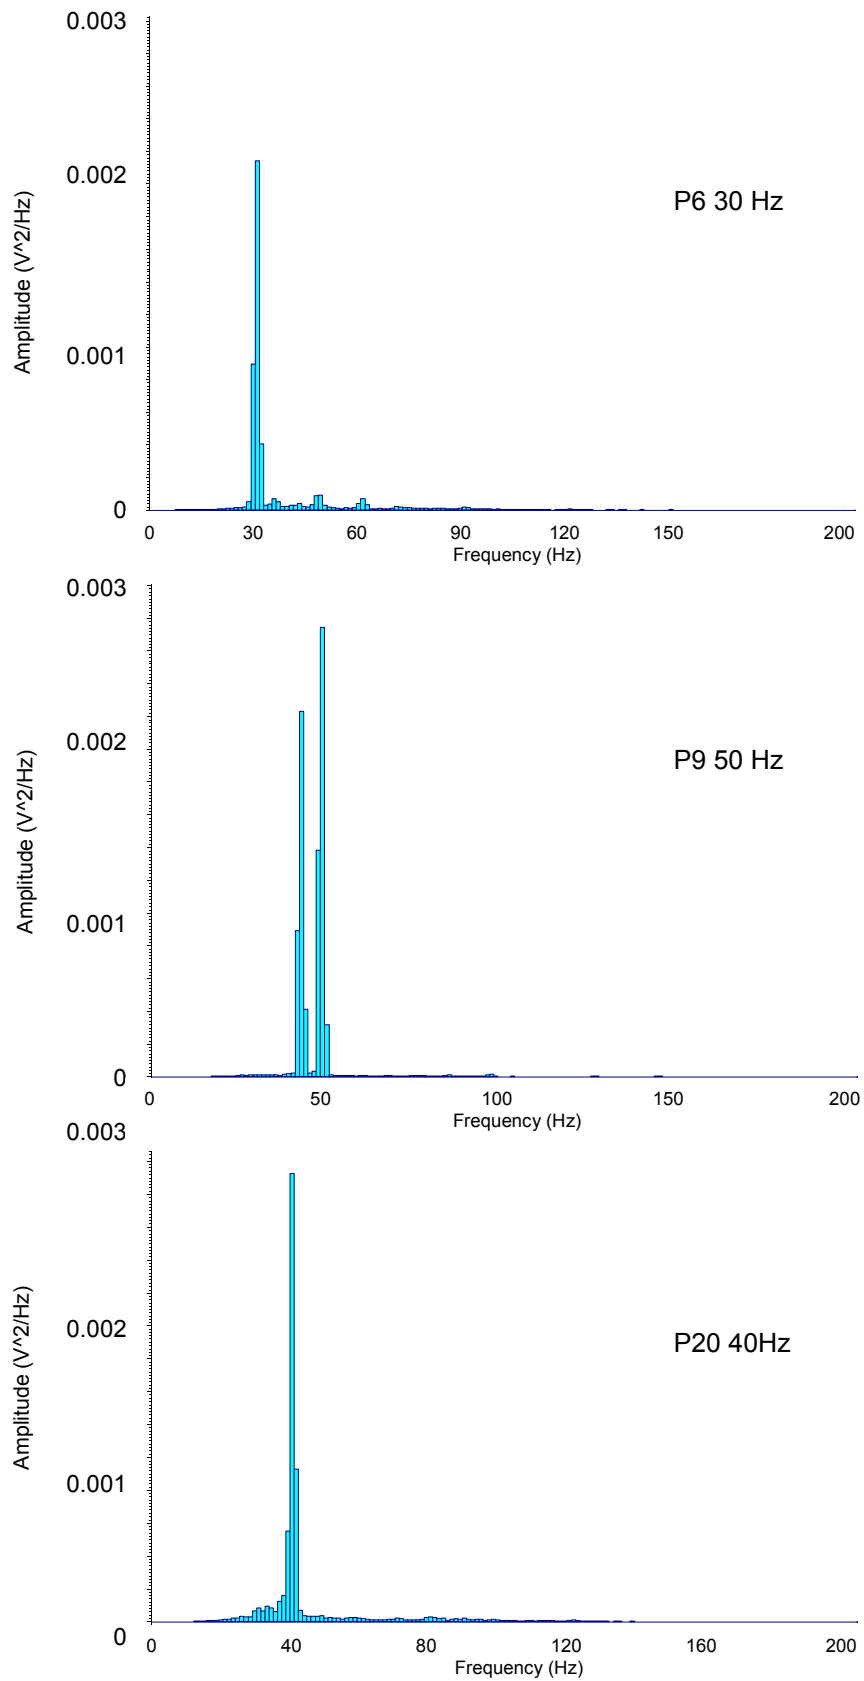 0.003
0.002
0.001
0
Amplitude (V^2/Hz)
P6 30 Hz
0 30 60 90 120 150 200
Frequency (Hz)
0.003
0.002
0.001
0
Amplitude (V^2/Hz)
P9 50 Hz
0 50 100 150 200
Frequency (Hz)
0.003
0.002
0.001
0
Amplitude (V^2/Hz)
P20 40Hz
0 40 80 120 160 200
Frequency (Hz)